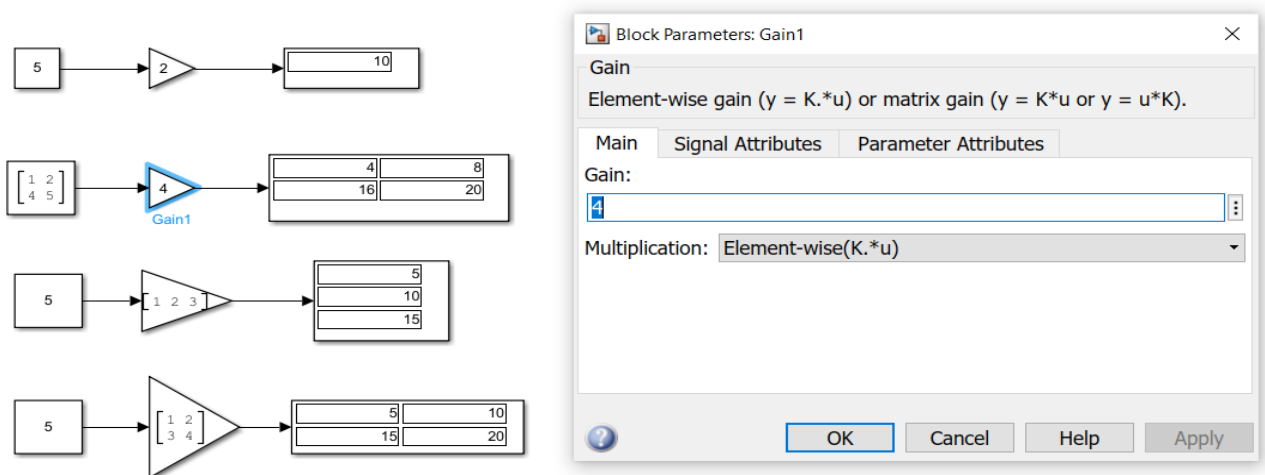 5
2
10
[1 2
4 5]
4
Gain1
4 8
16 20
5
[1 2 3]
5
10
15
5
[1 2
3 4]
5 10
15 20
Block Parameters: Gain1
Gain
Element-wise gain (y = K.*u) or matrix gain (y = K*u or y = u*K).
Main Signal Attributes Parameter Attributes
Gain:
4
Multiplication: Element-wise(K.*u)
OK Cancel Help Apply